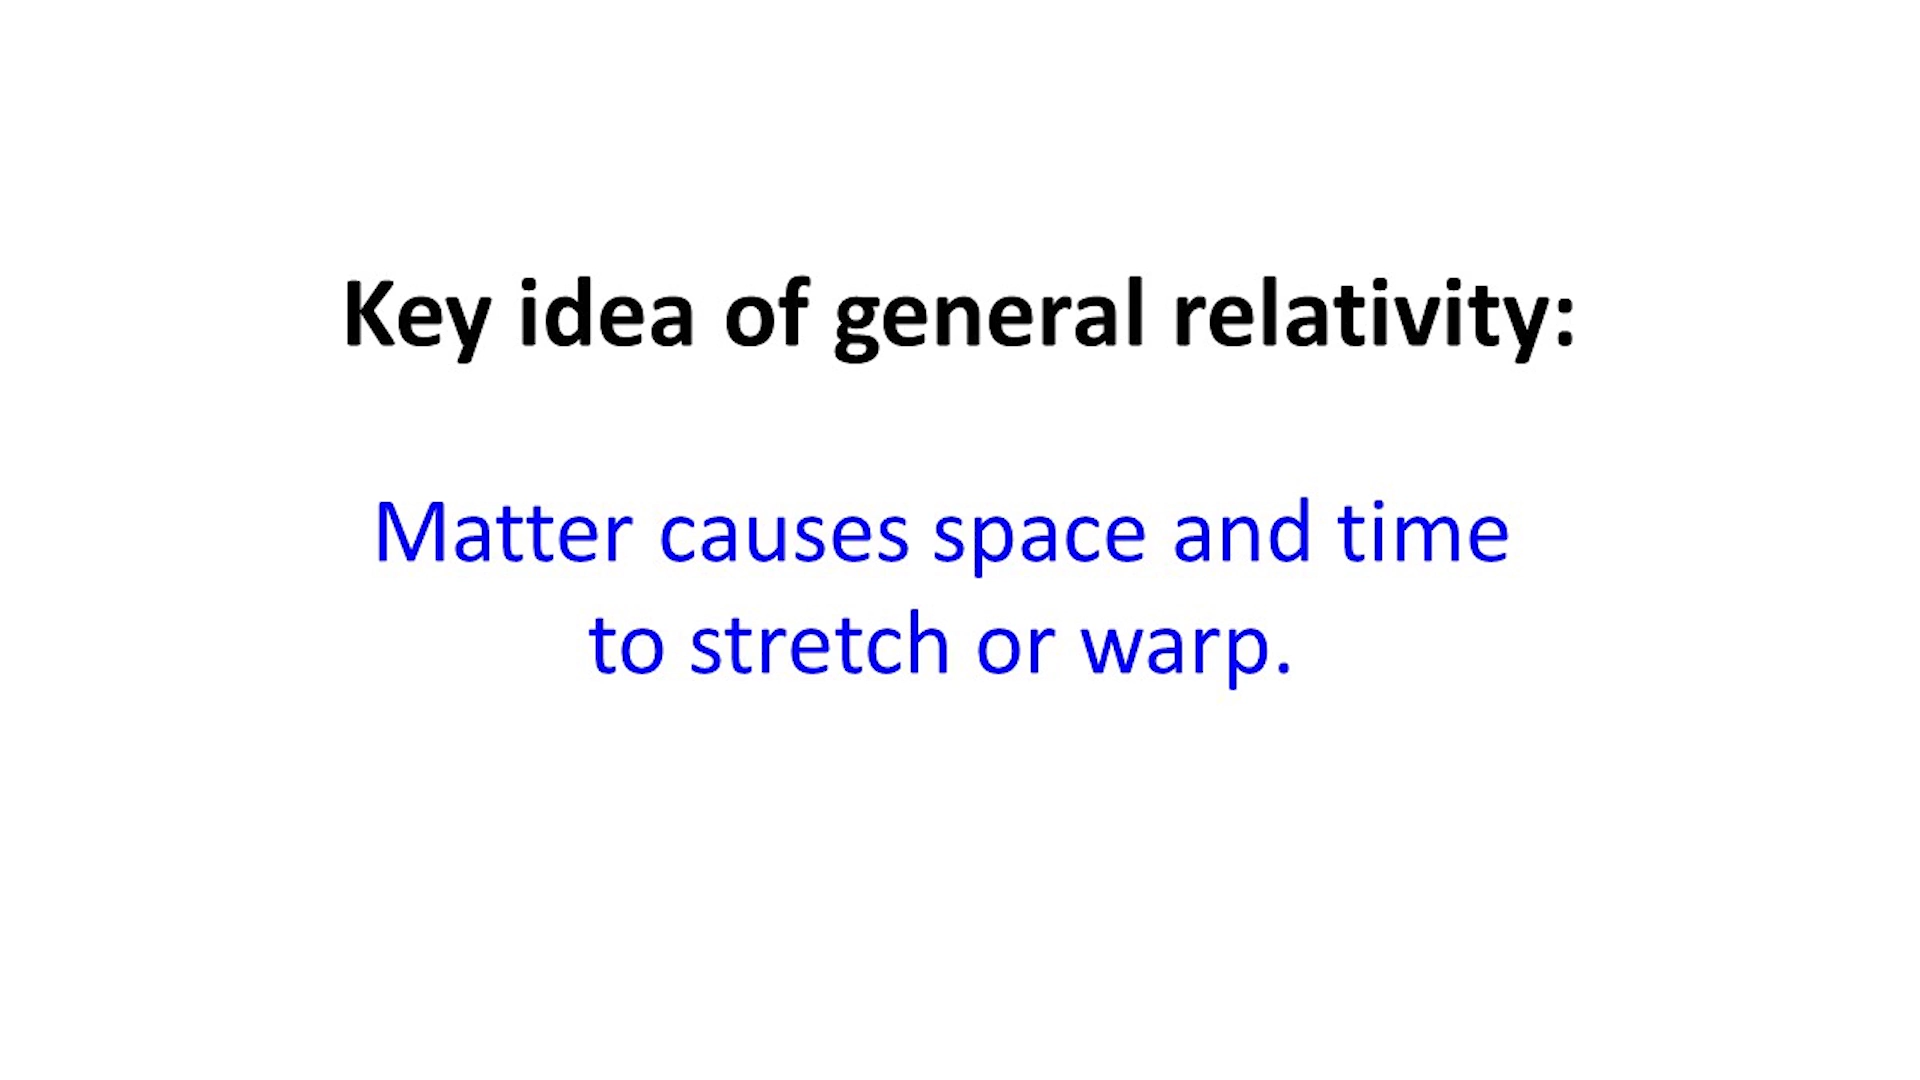 Key idea of general relativity:
Matter causes space and time
to stretch or warp.